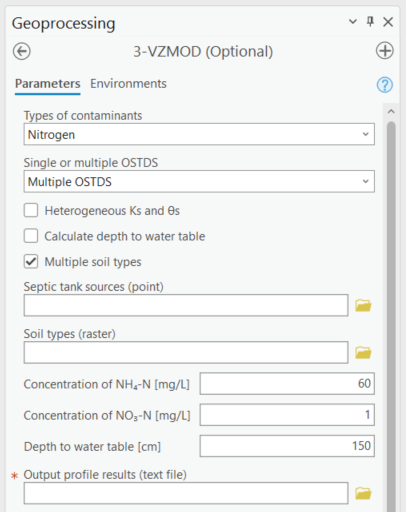 Geoprocessing
3-VZMOD (Optional)
Parameters Environments
Types of contaminants
Nitrogen
Single or multiple OSTDS
Multiple OSTDS
Heterogeneous Ks and θs
Calculate depth to water table
Multiple soil types
Septic tank sources (point)
Soil types (raster)
Concentration of NH₄-N [mg/L] 60
Concentration of NO₃-N [mg/L] 1
Depth to water table [cm] 150
* Output profile results (text file)